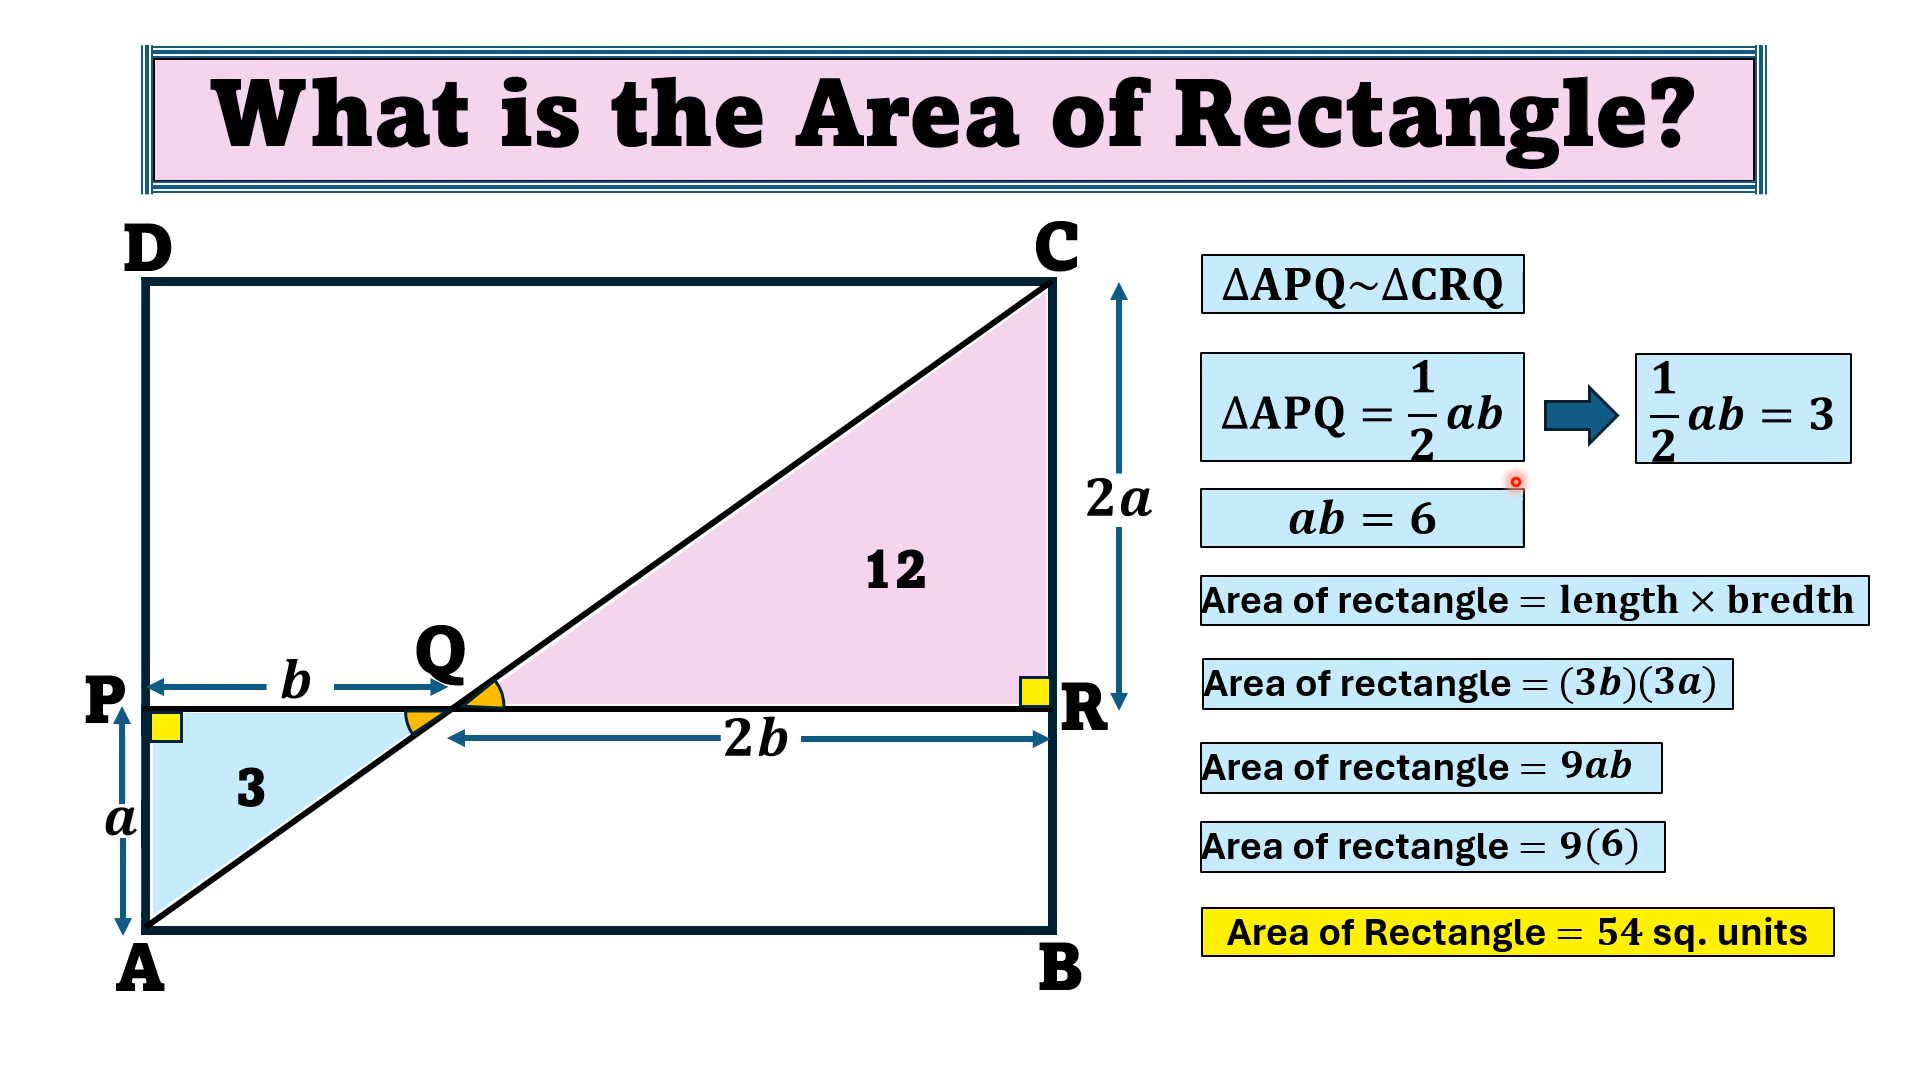 What is the Area of Rectangle?
D
C
ΔAPQ~ΔCRQ
ΔAPQ = 1/2 ab
1/2 ab = 3
2a
ab = 6
12
Area of rectangle = length × bredth
Q
b
P
R
Area of rectangle = (3b)(3a)
2b
3
a
Area of rectangle = 9ab
Area of rectangle = 9(6)
Area of Rectangle = 54 sq. units
A
B